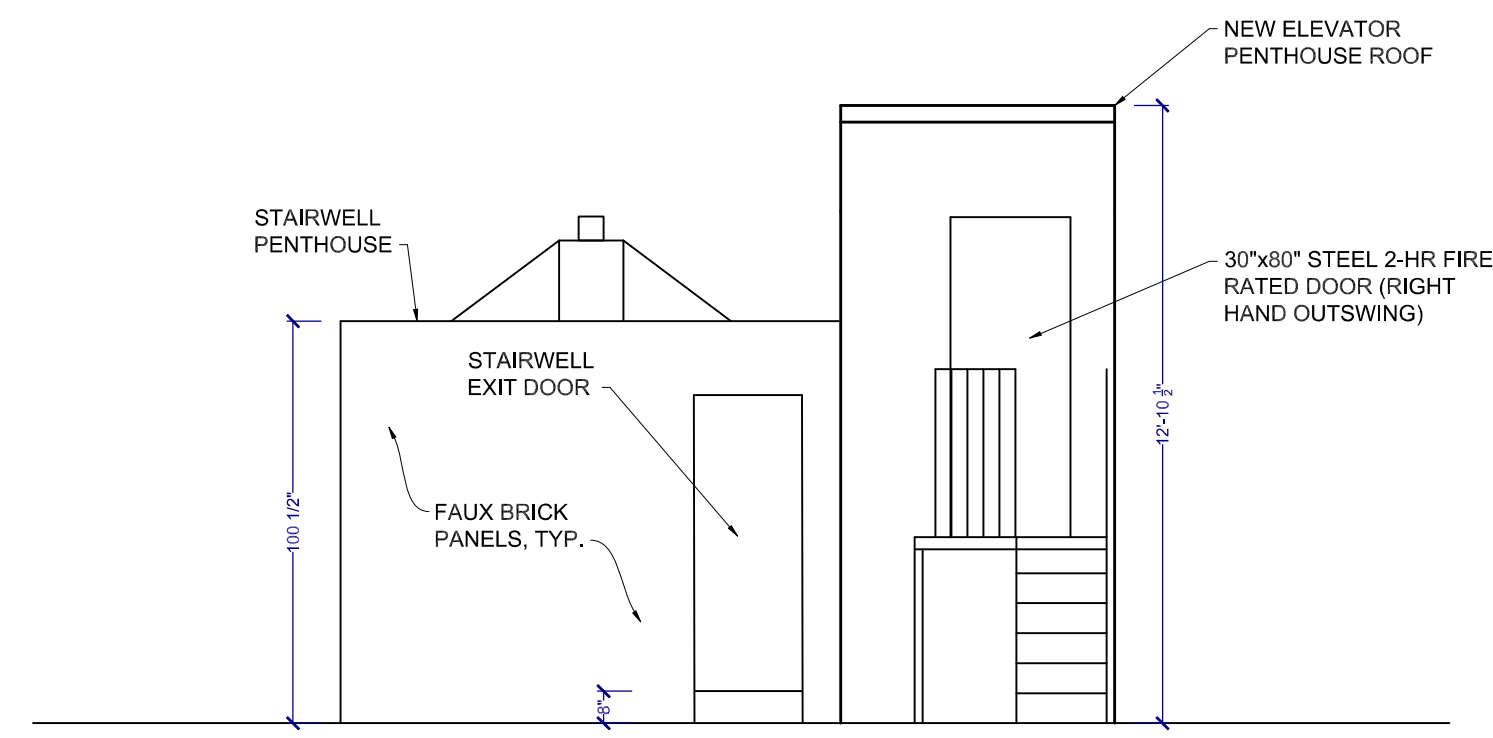 NEW ELEVATOR
PENTHOUSE ROOF
STAIRWELL
PENTHOUSE
30"x80" STEEL 2-HR FIRE
RATED DOOR (RIGHT
HAND OUTSWING)
STAIRWELL
EXIT DOOR
12'-10 1/2"
100 1/2"
FAUX BRICK
PANELS, TYP.
8"